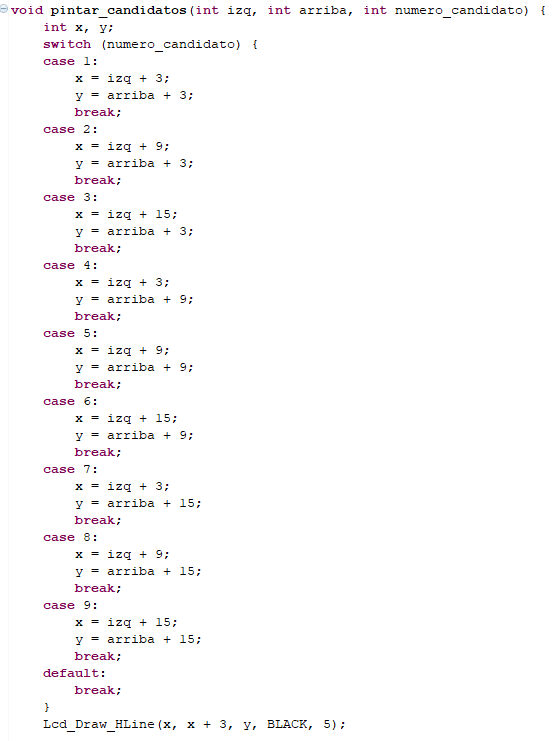 void pintar_candidatos(int izq, int arriba, int numero_candidato) {
    int x, y;
    switch (numero_candidato) {
    case 1:
        x = izq + 3;
        y = arriba + 3;
        break;
    case 2:
        x = izq + 9;
        y = arriba + 3;
        break;
    case 3:
        x = izq + 15;
        y = arriba + 3;
        break;
    case 4:
        x = izq + 3;
        y = arriba + 9;
        break;
    case 5:
        x = izq + 9;
        y = arriba + 9;
        break;
    case 6:
        x = izq + 15;
        y = arriba + 9;
        break;
    case 7:
        x = izq + 3;
        y = arriba + 15;
        break;
    case 8:
        x = izq + 9;
        y = arriba + 15;
        break;
    case 9:
        x = izq + 15;
        y = arriba + 15;
        break;
    default:
        break;
    }
    Lcd_Draw_HLine(x, x + 3, y, BLACK, 5);